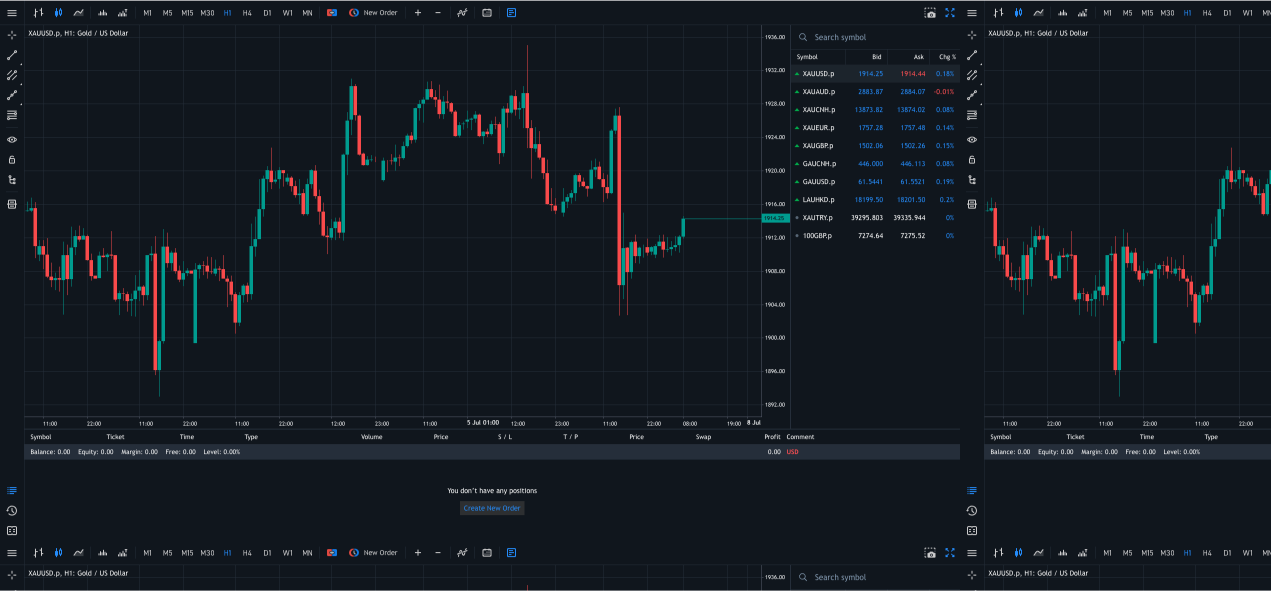 M1 M5 M15 M30 H1 H4 D1 W1 MN New Order
XAUUSD.p, H1: Gold / US Dollar
1936.00
1932.00
1928.00
1924.00
1920.00
1916.00
1914.25
1912.00
1908.00
1904.00
1900.00
1896.00
1892.00
11:00 22:00 11:00 22:00 11:00 22:00 12:00 23:00 11:00 5 Jul 01:00 12:00 23:00 11:00 22:00 08:00 19:00 8 Jul
Search symbol
Symbol Bid Ask Chg %
XAUUSD.p 1914.25 1914.44 0.18%
XAUAUD.p 2883.87 2884.07 -0.01%
XAUCNH.p 13873.82 13874.02 0.08%
XAUEUR.p 1757.28 1757.48 0.14%
XAUGBP.p 1502.06 1502.26 0.15%
GAUCNH.p 446.000 446.113 0.08%
GAUUSD.p 61.5441 61.5521 0.19%
LAUHKD.p 18199.50 18201.50 0.2%
XAUTRY.p 39295.803 39335.944 0%
100GBP.p 7274.64 7275.52 0%
Symbol Ticket Time Type Volume Price S / L T / P Price Swap Profit Comment
Balance: 0.00 Equity: 0.00 Margin: 0.00 Free: 0.00 Level: 0.00% 0.00 USD
You don't have any positions
Create New Order
M1 M5 M15 M30 H1 H4 D1 W1 MN New Order
XAUUSD.p, H1: Gold / US Dollar
1936.00
Search symbol
M1 M5 M15 M30 H1 H4 D1 W1
XAUUSD.p, H1: Gold / US Dollar
11:00 22:00 11:00 22:00 11:00 22:00
Symbol Ticket Time Type
Balance: 0.00 Equity: 0.00 Margin: 0.00 Free: 0.00 Level: 0.00%
M1 M5 M15 M30 H1 H4 D1 W1
XAUUSD.p, H1: Gold / US Dollar